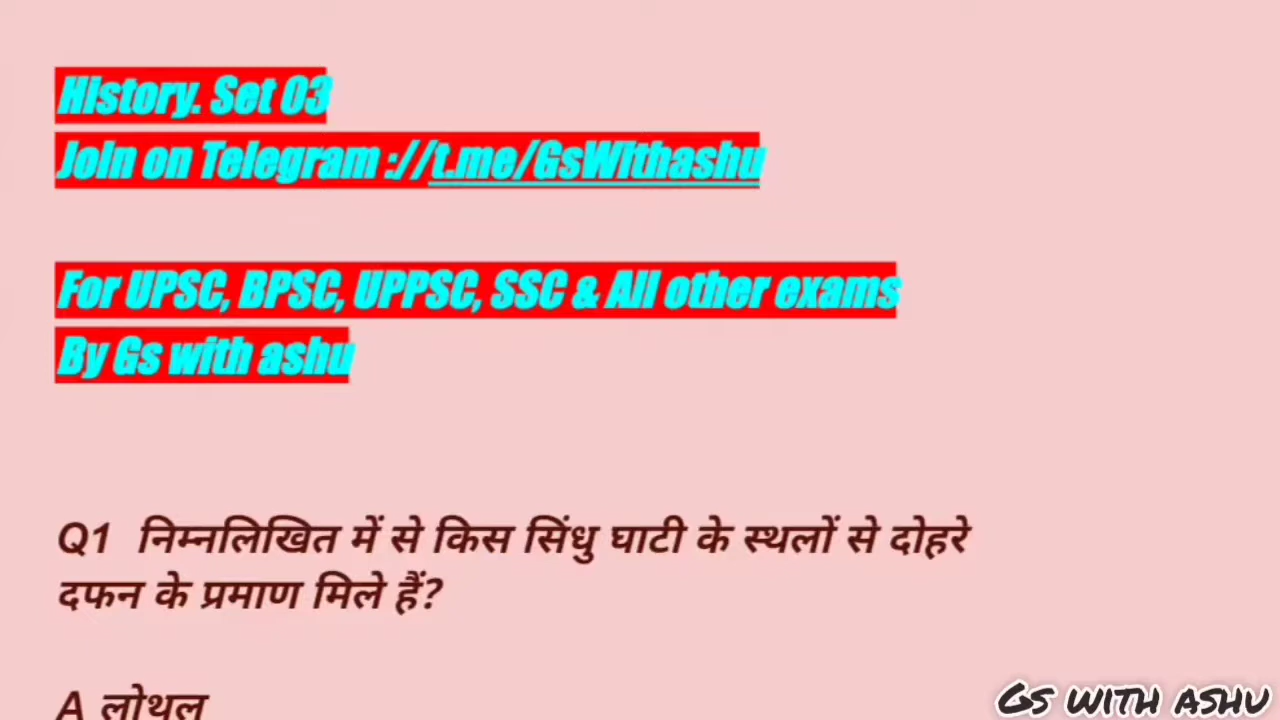 History. Set 03
Join on Telegram ://t.me/GsWithashu
For UPSC, BPSC, UPPSC, SSC & All other exams
By Gs with ashu
Q1 निम्नलिखित में से किस सिंधु घाटी के स्थलों से दोहरे
दफन के प्रमाण मिले हैं?
A लोथल
GS WITH ASHU